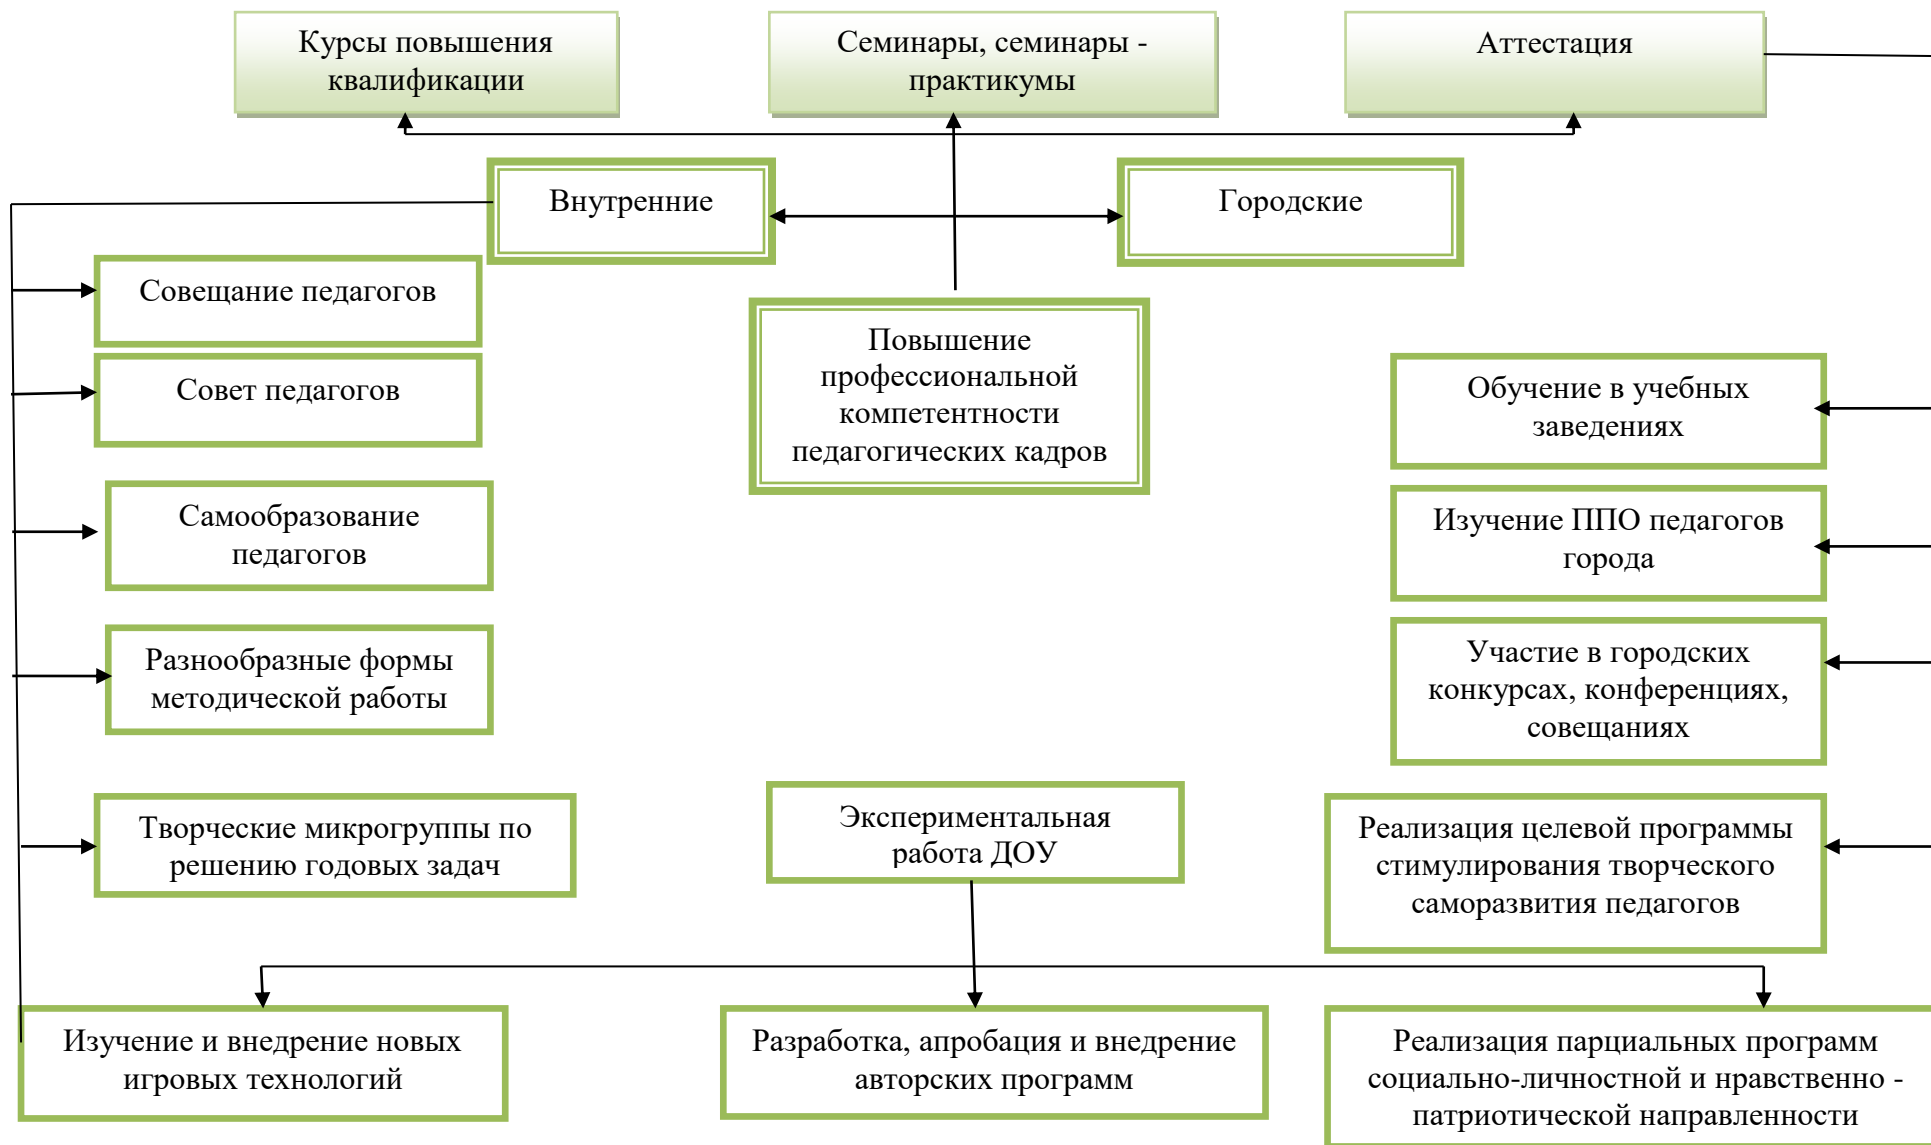 Курсы повышения
квалификации
Семинары, семинары -
практикумы
Аттестация
Внутренние
Городские
Совещание педагогов
Совет педагогов
Самообразование
педагогов
Разнообразные формы
методической работы
Творческие микрогруппы по
решению годовых задач
Повышение
профессиональной
компетентности
педагогических кадров
Обучение в учебных
заведениях
Изучение ППО педагогов
города
Участие в городских
конкурсах, конференциях,
совещаниях
Реализация целевой программы
стимулирования творческого
саморазвития педагогов
Экспериментальная
работа ДОУ
Изучение и внедрение новых
игровых технологий
Разработка, апробация и внедрение
авторских программ
Реализация парциальных программ
социально-личностной и нравственно -
патриотической направленности